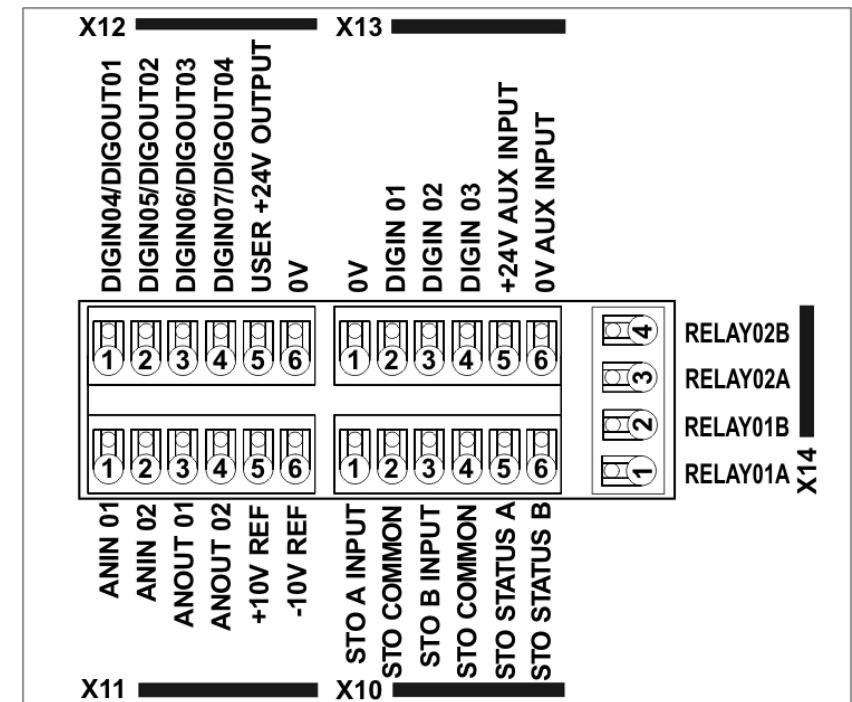 X12
X13
DIGIN04/DIGOUT01
DIGIN05/DIGOUT02
DIGIN06/DIGOUT03
DIGIN07/DIGOUT04
USER +24V OUTPUT
0V
0V
DIGIN 01
DIGIN 02
DIGIN 03
+24V AUX INPUT
0V AUX INPUT
1 2 3 4 5 6
1 2 3 4 5 6
4 RELAY02B
3 RELAY02A
2 RELAY01B
1 RELAY01A
X14
1 2 3 4 5 6
1 2 3 4 5 6
ANIN 01
ANIN 02
ANOUT 01
ANOUT 02
+10V REF
-10V REF
STO A INPUT
STO COMMON
STO B INPUT
STO COMMON
STO STATUS A
STO STATUS B
X11
X10